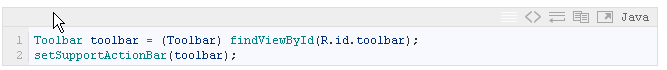 Java
1 Toolbar toolbar = (Toolbar) findViewById(R.id.toolbar);
2 setSupportActionBar(toolbar);